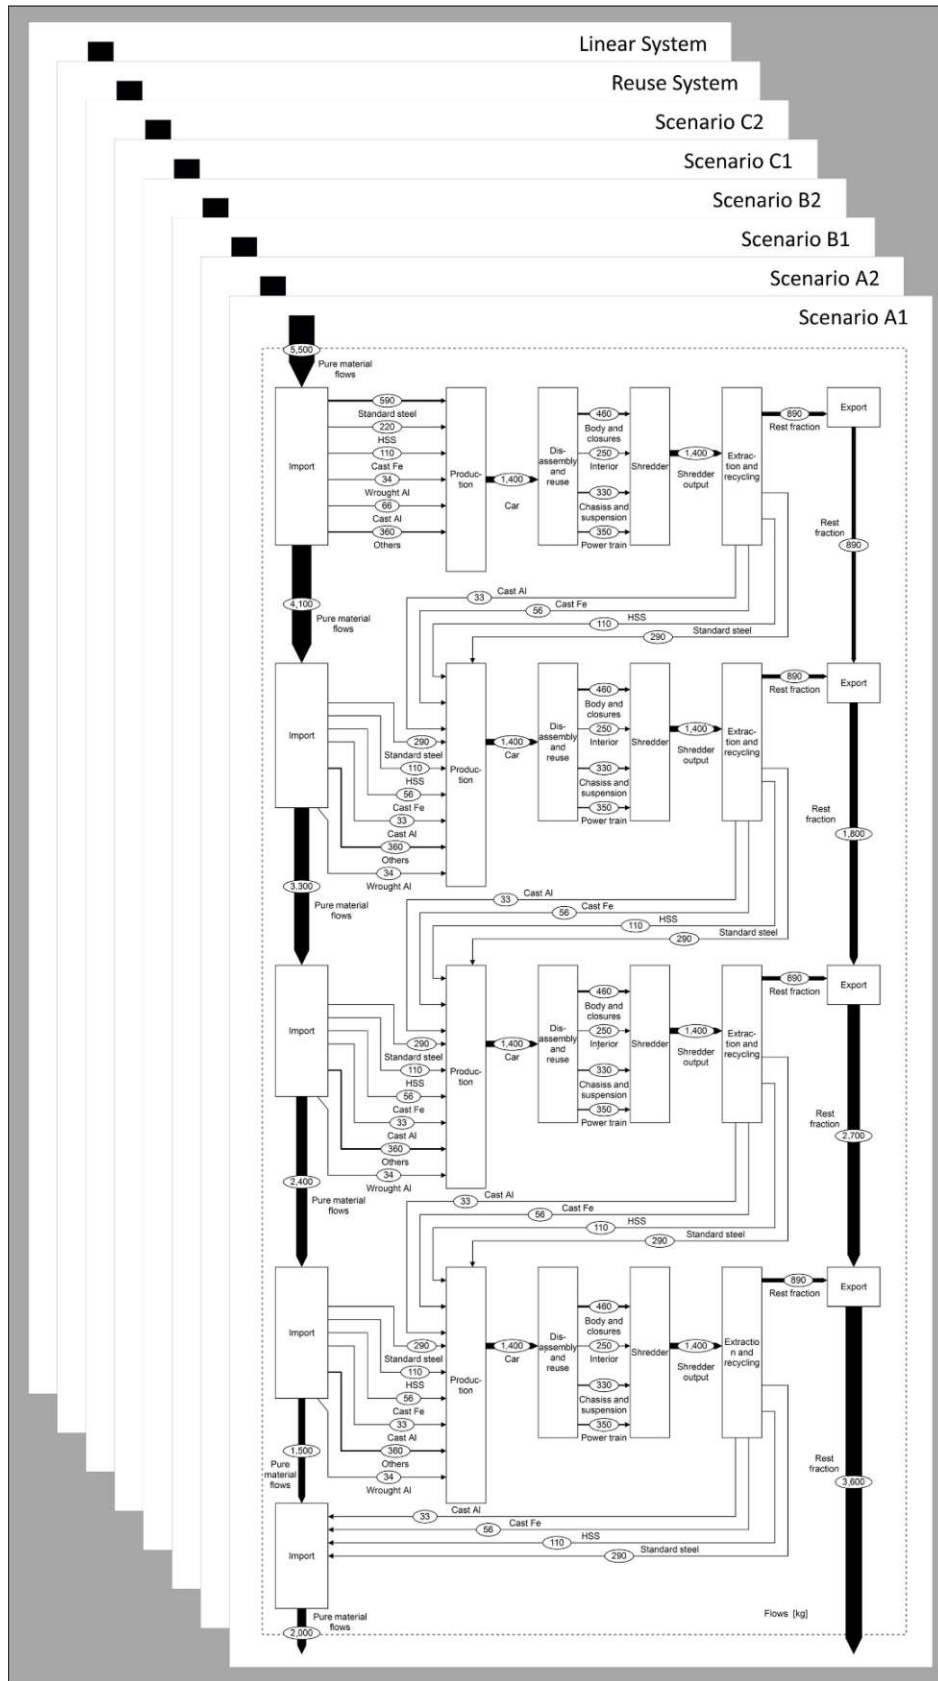 Linear System
Reuse System
Scenario C2
Scenario C1
Scenario B2
Scenario B1
Scenario A2
Scenario A1
5,500
Pure material
flows
Import
590
Standard steel
220
HSS
110
Cast Fe
34
Wrought Al
66
Cast Al
360
Others
Produc-
tion
1,400
Car
Dis-
assembly
and
reuse
460
Body and
closures
250
Interior
330
Chasiss and
suspension
350
Power train
Shredder
1,400
Shredder
output
Extrac-
tion and
recycling
890
Rest fraction
Export
Rest
fraction
890
4,100
Pure material
flows
33
Cast Al
56
Cast Fe
110
HSS
290
Standard steel
Import
290
Standard steel
110
HSS
56
Cast Fe
33
Cast Al
360
Others
34
Wrought Al
Produc-
tion
1,400
Car
Dis-
assembly
and
reuse
460
Body and
closures
250
Interior
330
Chasiss and
suspension
350
Power train
Shredder
1,400
Shredder
output
Extrac-
tion and
recycling
890
Rest fraction
Export
Rest
fraction
1,800
3,300
Pure material
flows
33
Cast Al
56
Cast Fe
110
HSS
290
Standard steel
Import
290
Standard steel
110
HSS
56
Cast Fe
33
Cast Al
360
Others
34
Wrought Al
Produc-
tion
1,400
Car
Dis-
assembly
and
reuse
460
Body and
closures
250
Interior
330
Chasiss and
suspension
350
Power train
Shredder
1,400
Shredder
output
Extrac-
tion and
recycling
890
Rest fraction
Export
Rest
fraction
2,700
2,400
Pure material
flows
33
Cast Al
56
Cast Fe
110
HSS
290
Standard steel
Import
290
Standard steel
110
HSS
56
Cast Fe
33
Cast Al
360
Others
34
Wrought Al
Produc-
tion
1,400
Car
Dis-
assembly
and
reuse
460
Body and
closures
250
Interior
330
Chasiss and
suspension
350
Power train
Shredder
1,400
Shredder
output
Extractio
n and
recycling
890
Rest fraction
Export
Rest
fraction
3,600
1,500
Pure
material
flows
33
Cast Al
56
Cast Fe
110
HSS
290
Standard steel
Import
Pure material
flows
2,000
Flows [kg]